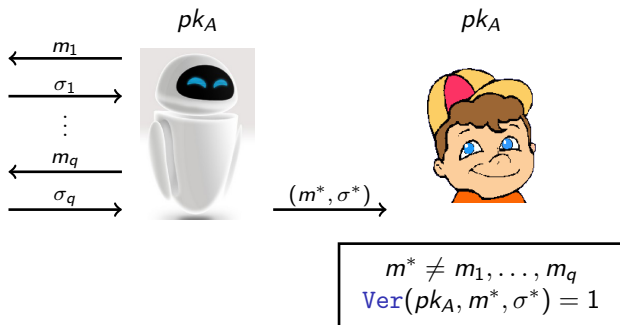 pk_A
pk_A
m_1
σ_1
⋮
m_q
σ_q
(m*, σ*)
m* ≠ m_1, . . . , m_q
Ver(pk_A, m*, σ*) = 1